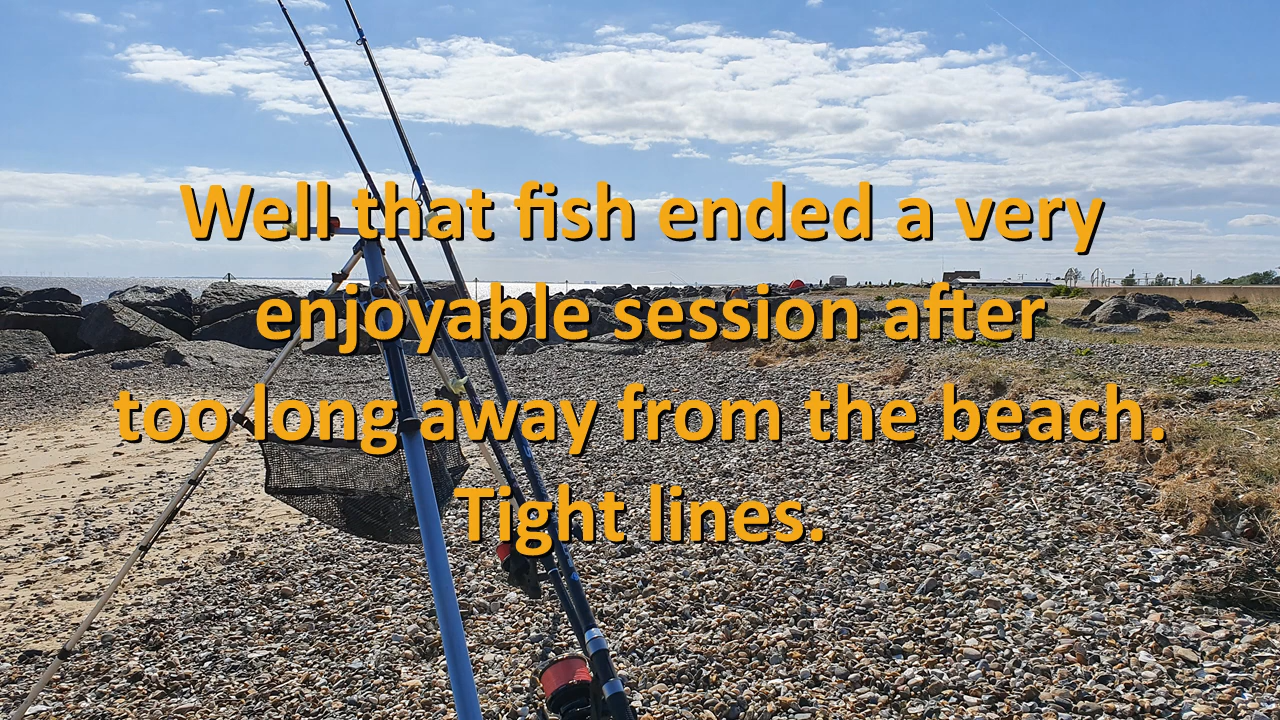 Well that fish ended a very
enjoyable session after
too long away from the beach.
Tight lines.